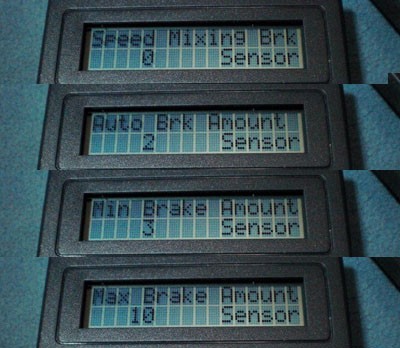 Speed Mixing Brk
0 Sensor
Auto Brk Amount
2 Sensor
Min Brake Amount
3 Sensor
Max Brake Amount
10 Sensor